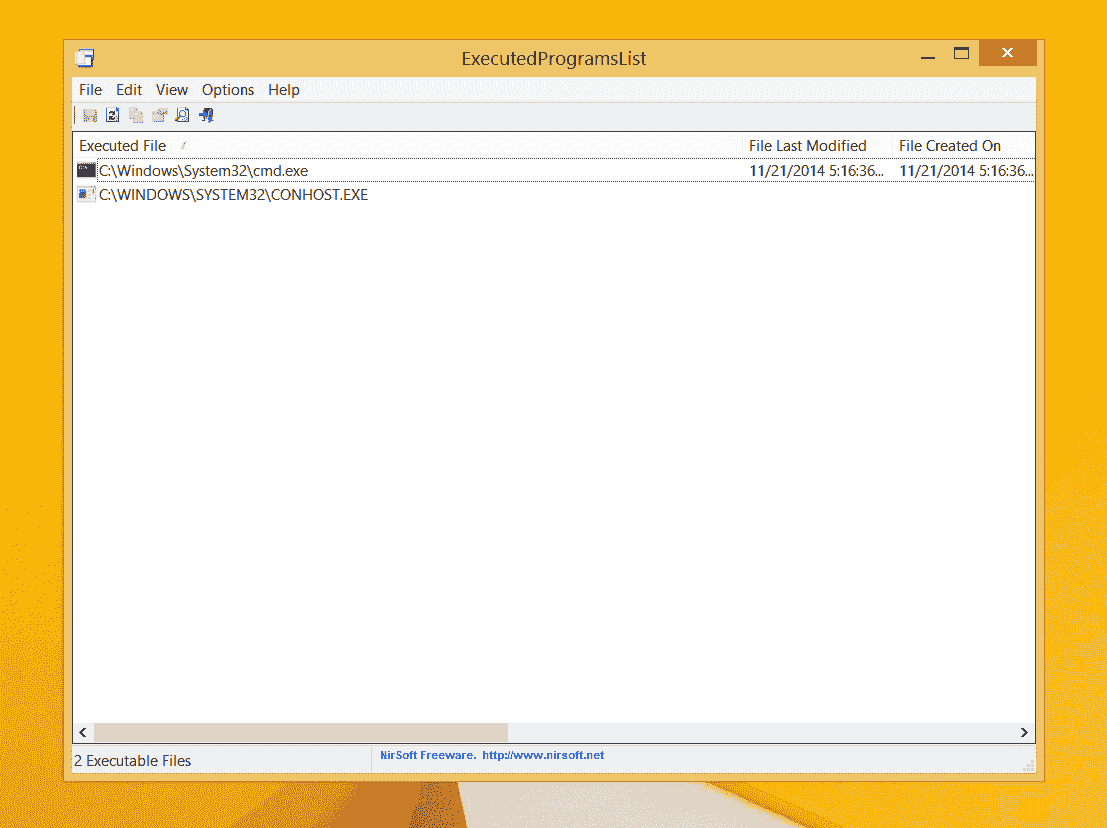 ExecutedProgramsList
File Edit View Options Help
Executed File / File Last Modified File Created On
C:\Windows\System32\cmd.exe 11/21/2014 5:16:36... 11/21/2014 5:16:36...
C:\WINDOWS\SYSTEM32\CONHOST.EXE
2 Executable Files NirSoft Freeware. http://www.nirsoft.net